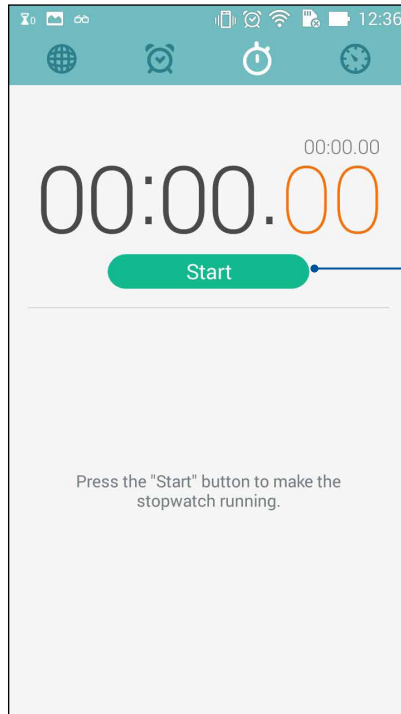 12:36
00:00.00
00:00.00
Start
Press the "Start" button to make the
stopwatch running.